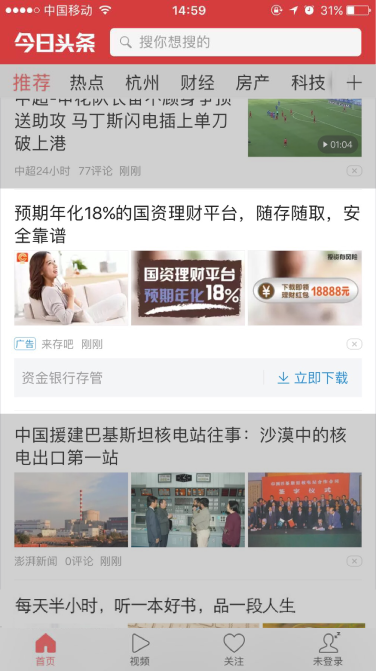 中国移动 14:59 31%
今日头条 搜你想搜的
推荐 热点 杭州 财经 房产 科技
送助攻 马丁斯闪电插上单刀
破上港
01:04
中超24小时 77评论 刚刚
预期年化18%的国资理财平台，随存随取，安
全靠谱
国资理财平台
预期年化18%
投资有风险
下载即领
理财红包
18888元
广告 来存吧 刚刚
资金银行存管 立即下载
中国援建巴基斯坦核电站往事：沙漠中的核
电出口第一站
签字仪式
澎湃新闻 0评论 刚刚
每天半小时，听一本好书，品一段人生
首页 视频 关注 未登录